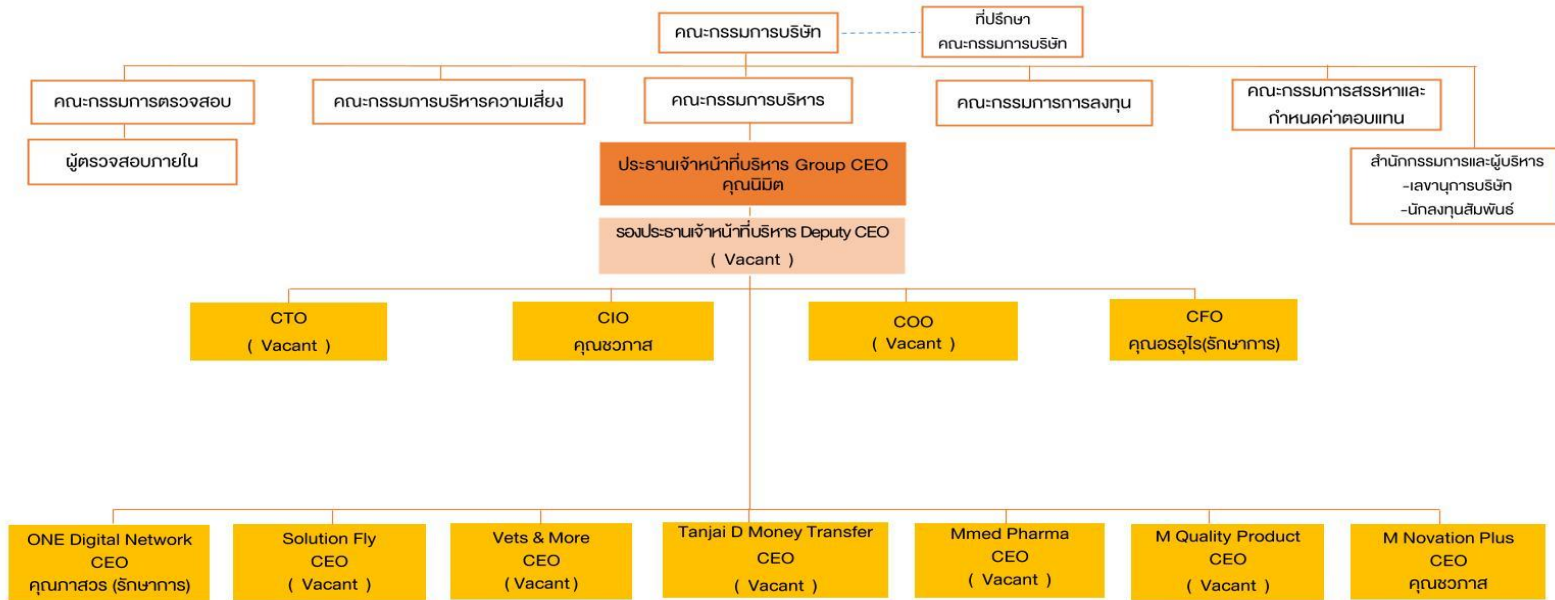 คณะกรรมการบริษัท
ที่ปรึกษา
คณะกรรมการบริษัท
คณะกรรมการตรวจสอบ
คณะกรรมการบริหารความเสี่ยง
คณะกรรมการบริหาร
คณะกรรมการการลงทุน
คณะกรรมการสรรหาและ
กำหนดค่าตอบแทน
ผู้ตรวจสอบภายใน
สำนักกรรมการและผู้บริหาร
-เลขานุการบริษัท
-นักลงทุนสัมพันธ์
ประธานเจ้าหน้าที่บริหาร Group CEO
คุณนิมิต
รองประธานเจ้าหน้าที่บริหาร Deputy CEO
( Vacant )
CTO
( Vacant )
CIO
คุณชวภาส
COO
( Vacant )
CFO
คุณอรอุไร(รักษาการ)
ONE Digital Network
CEO
คุณภาสวร (รักษาการ)
Solution Fly
CEO
( Vacant )
Vets & More
CEO
(Vacant )
Tanjai D Money Transfer
CEO
( Vacant )
Mmed Pharma
CEO
( Vacant )
M Quality Product
CEO
( Vacant )
M Novation Plus
CEO
คุณชวภาส